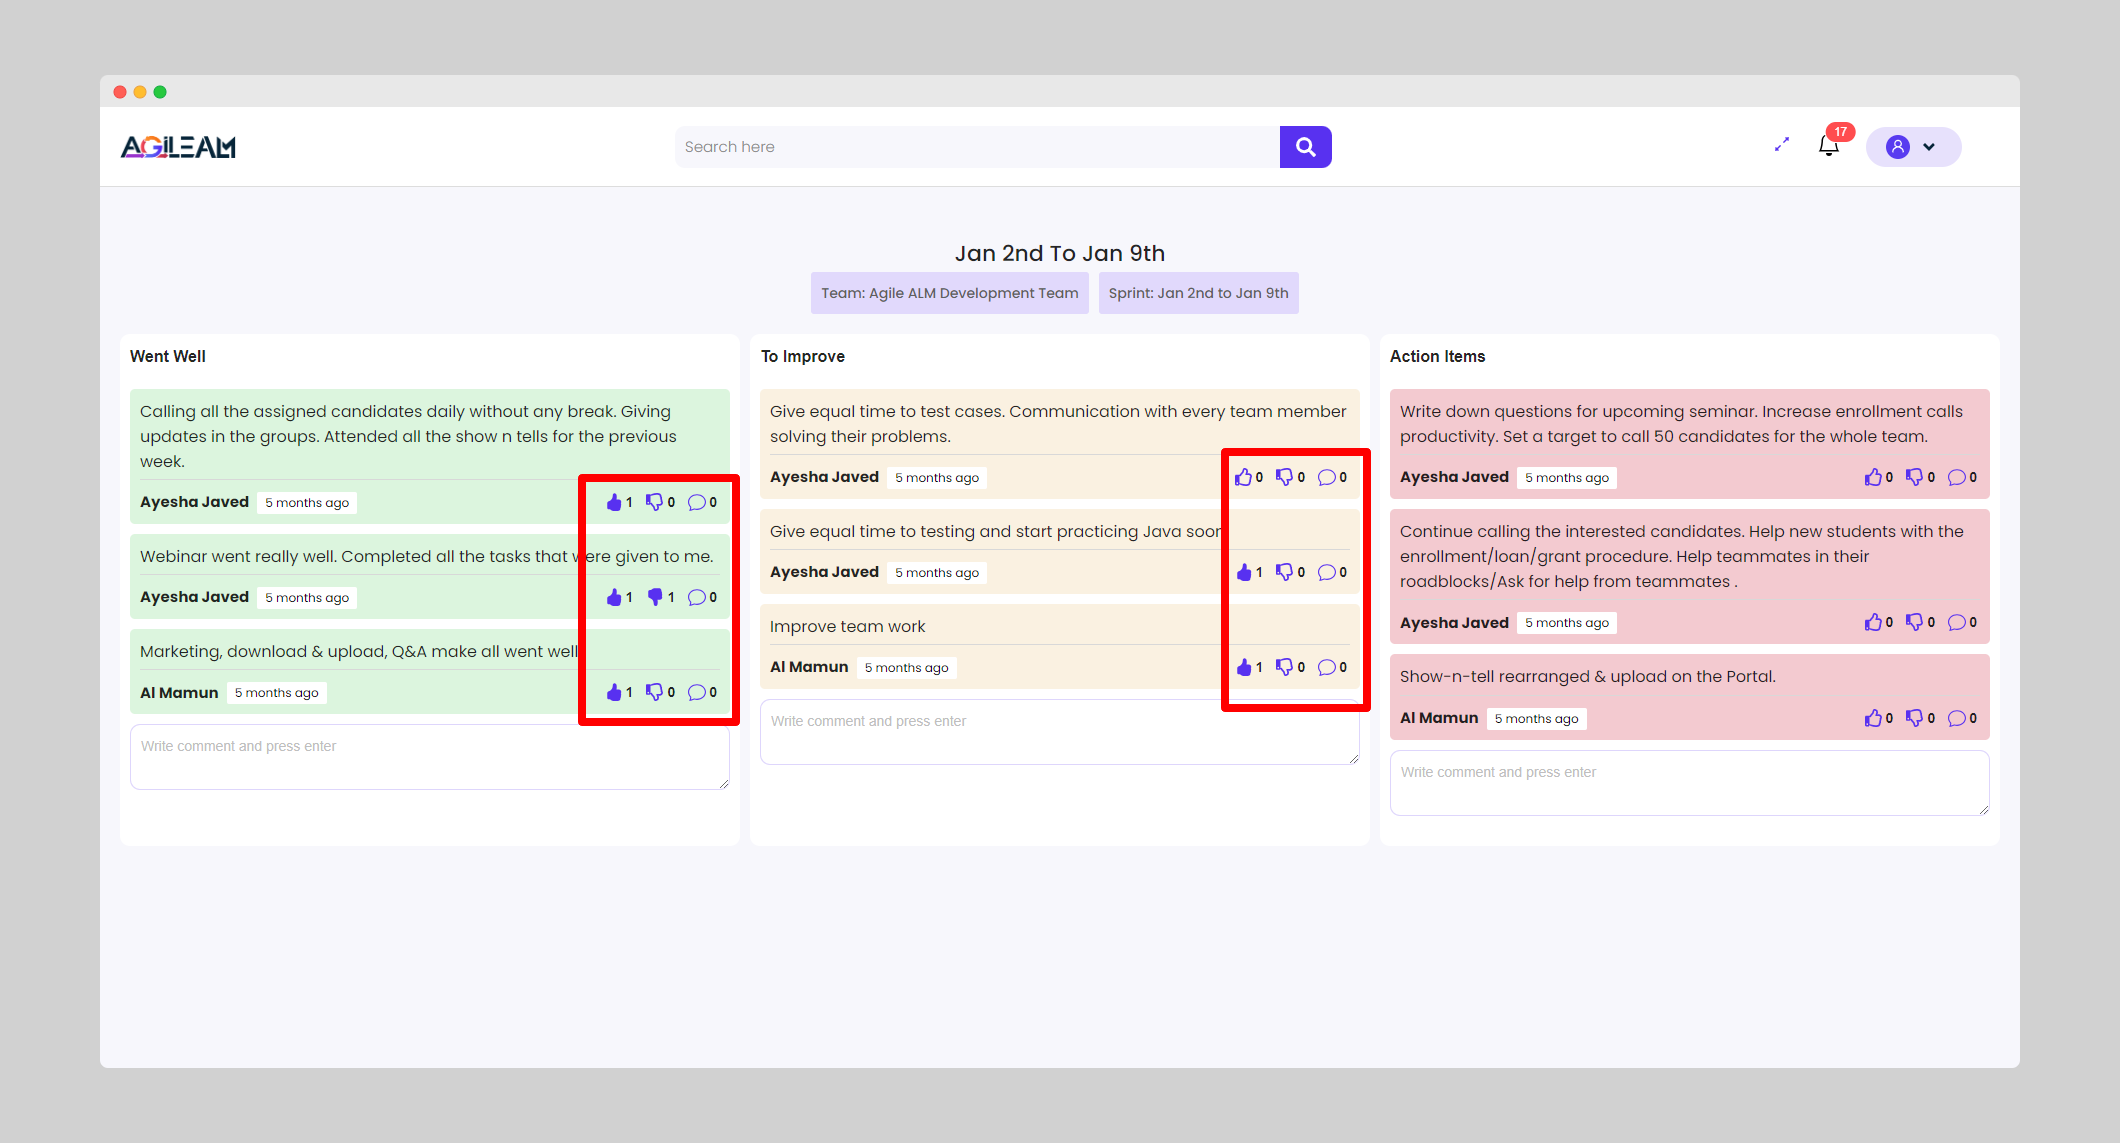 AGiLEAM
Search here
17
Jan 2nd To Jan 9th
Team: Agile ALM Development Team
Sprint: Jan 2nd to Jan 9th
Went Well
Calling all the assigned candidates daily without any break. Giving
updates in the groups. Attended all the show n tells for the previous
week.
Ayesha Javed 5 months ago 1 0 0
Webinar went really well. Completed all the tasks that were given to me.
Ayesha Javed 5 months ago 1 1 0
Marketing, download & upload, Q&A make all went well
Al Mamun 5 months ago 1 0 0
Write comment and press enter
To Improve
Give equal time to test cases. Communication with every team member
solving their problems.
Ayesha Javed 5 months ago 0 0 0
Give equal time to testing and start practicing Java soon
Ayesha Javed 5 months ago 1 0 0
Improve team work
Al Mamun 5 months ago 1 0 0
Write comment and press enter
Action Items
Write down questions for upcoming seminar. Increase enrollment calls
productivity. Set a target to call 50 candidates for the whole team.
Ayesha Javed 5 months ago 0 0 0
Continue calling the interested candidates. Help new students with the
enrollment/loan/grant procedure. Help teammates in their
roadblocks/Ask for help from teammates .
Ayesha Javed 5 months ago 0 0 0
Show-n-tell rearranged & upload on the Portal.
Al Mamun 5 months ago 0 0 0
Write comment and press enter